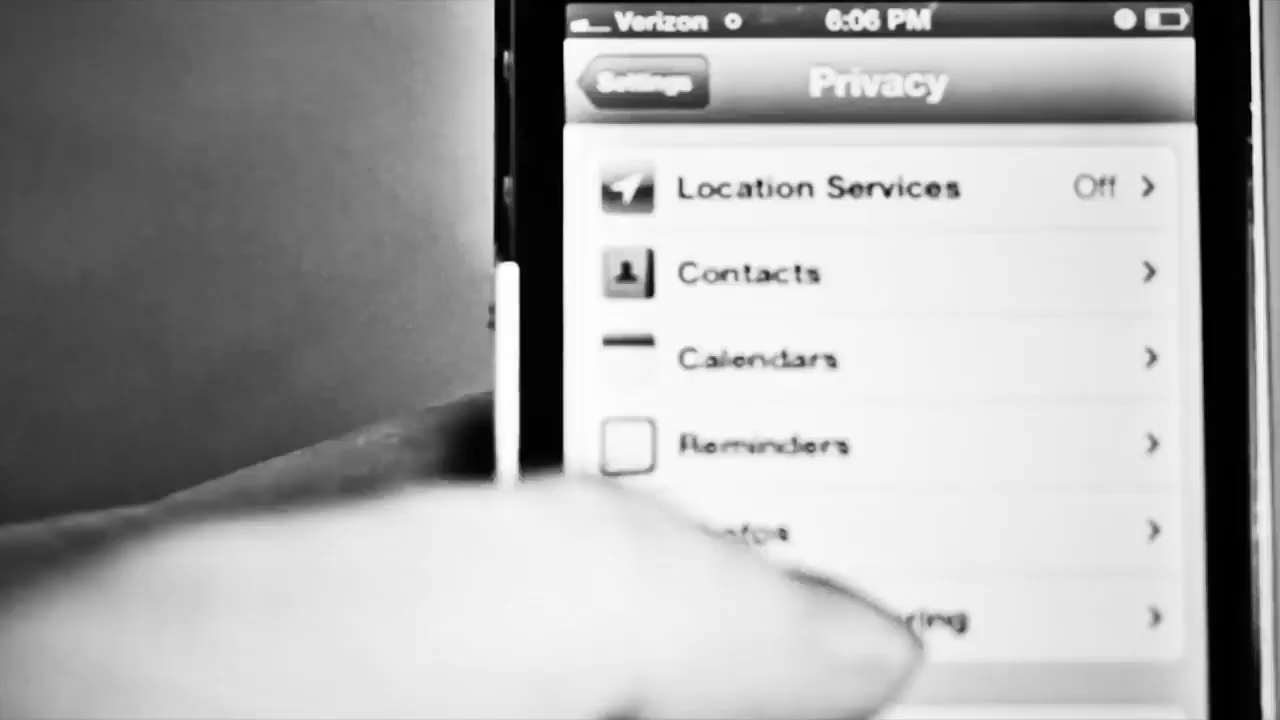 Verizon 6:06 PM
Settings Privacy
Location Services Off
Contacts
Calendars
Reminders